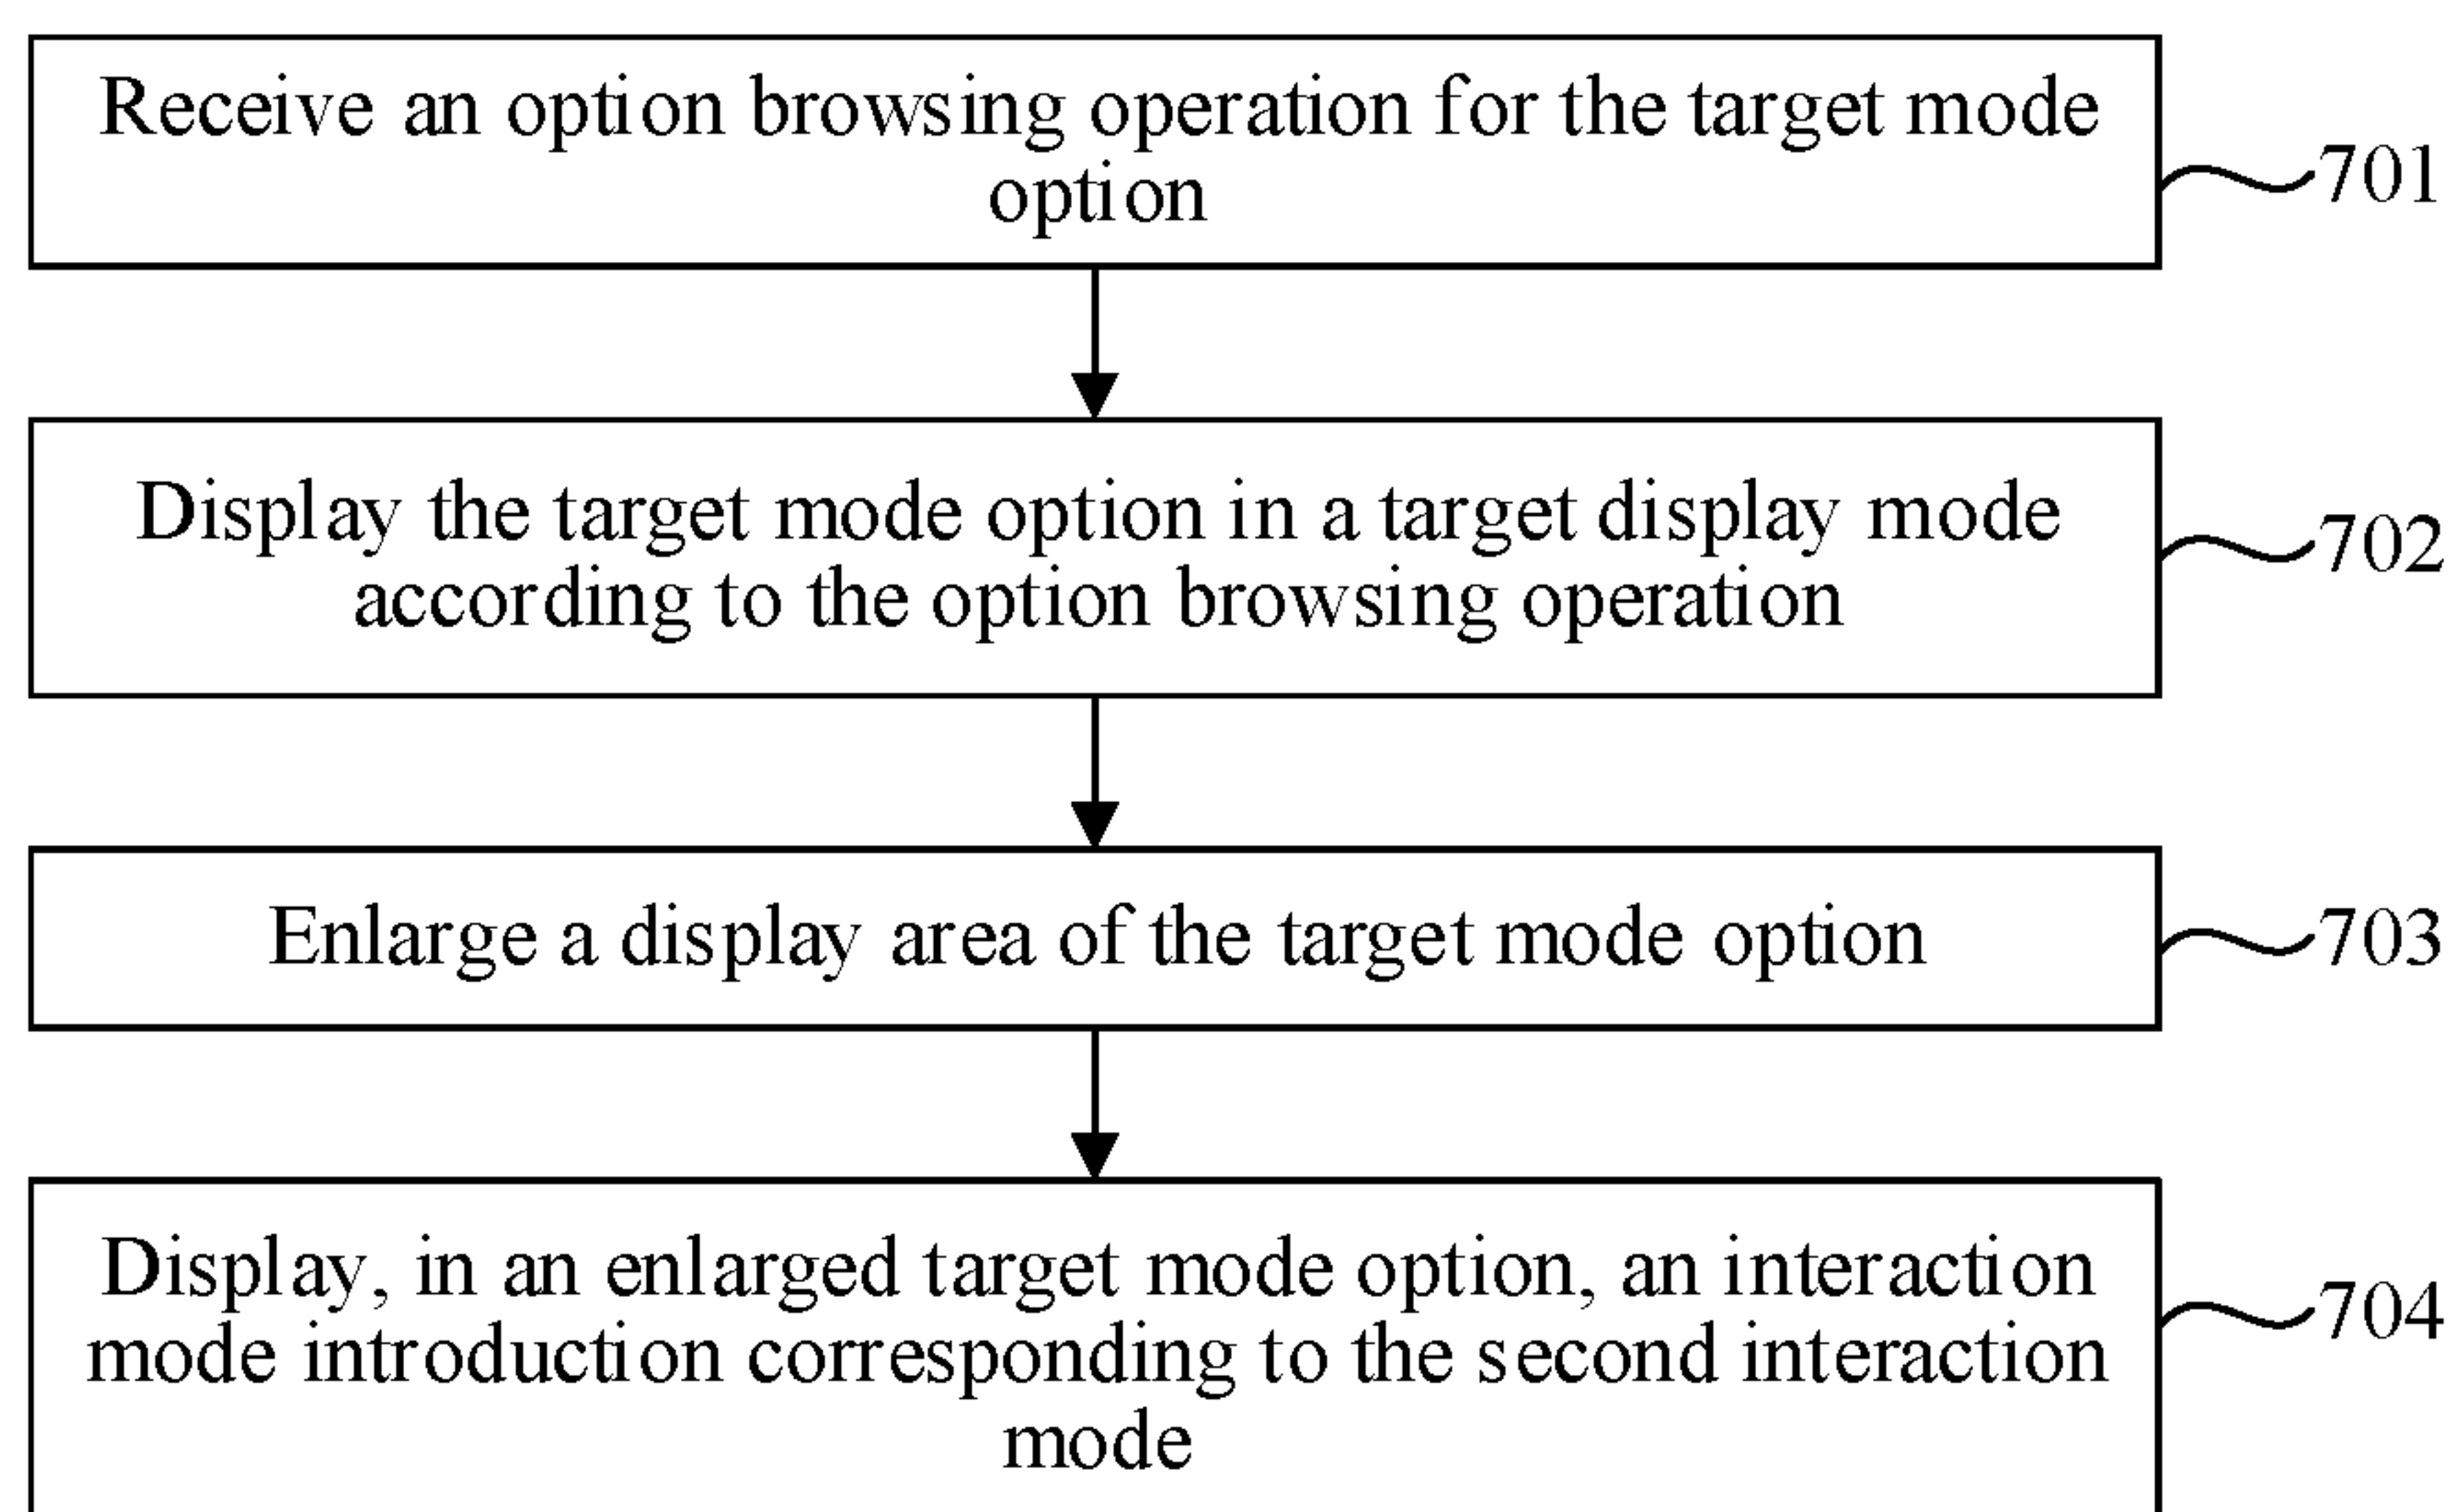 Receive an option browsing operation for the target mode
option
701
Display the target mode option in a target display mode
according to the option browsing operation
702
Enlarge a display area of the target mode option
703
Display, in an enlarged target mode option, an interaction
mode introduction corresponding to the second interaction
mode
704